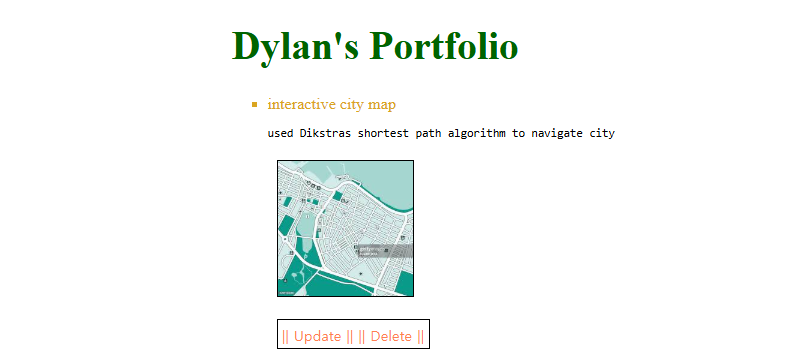 Dylan's Portfolio
interactive city map
used Dikstras shortest path algorithm to navigate city
|| Update || || Delete ||